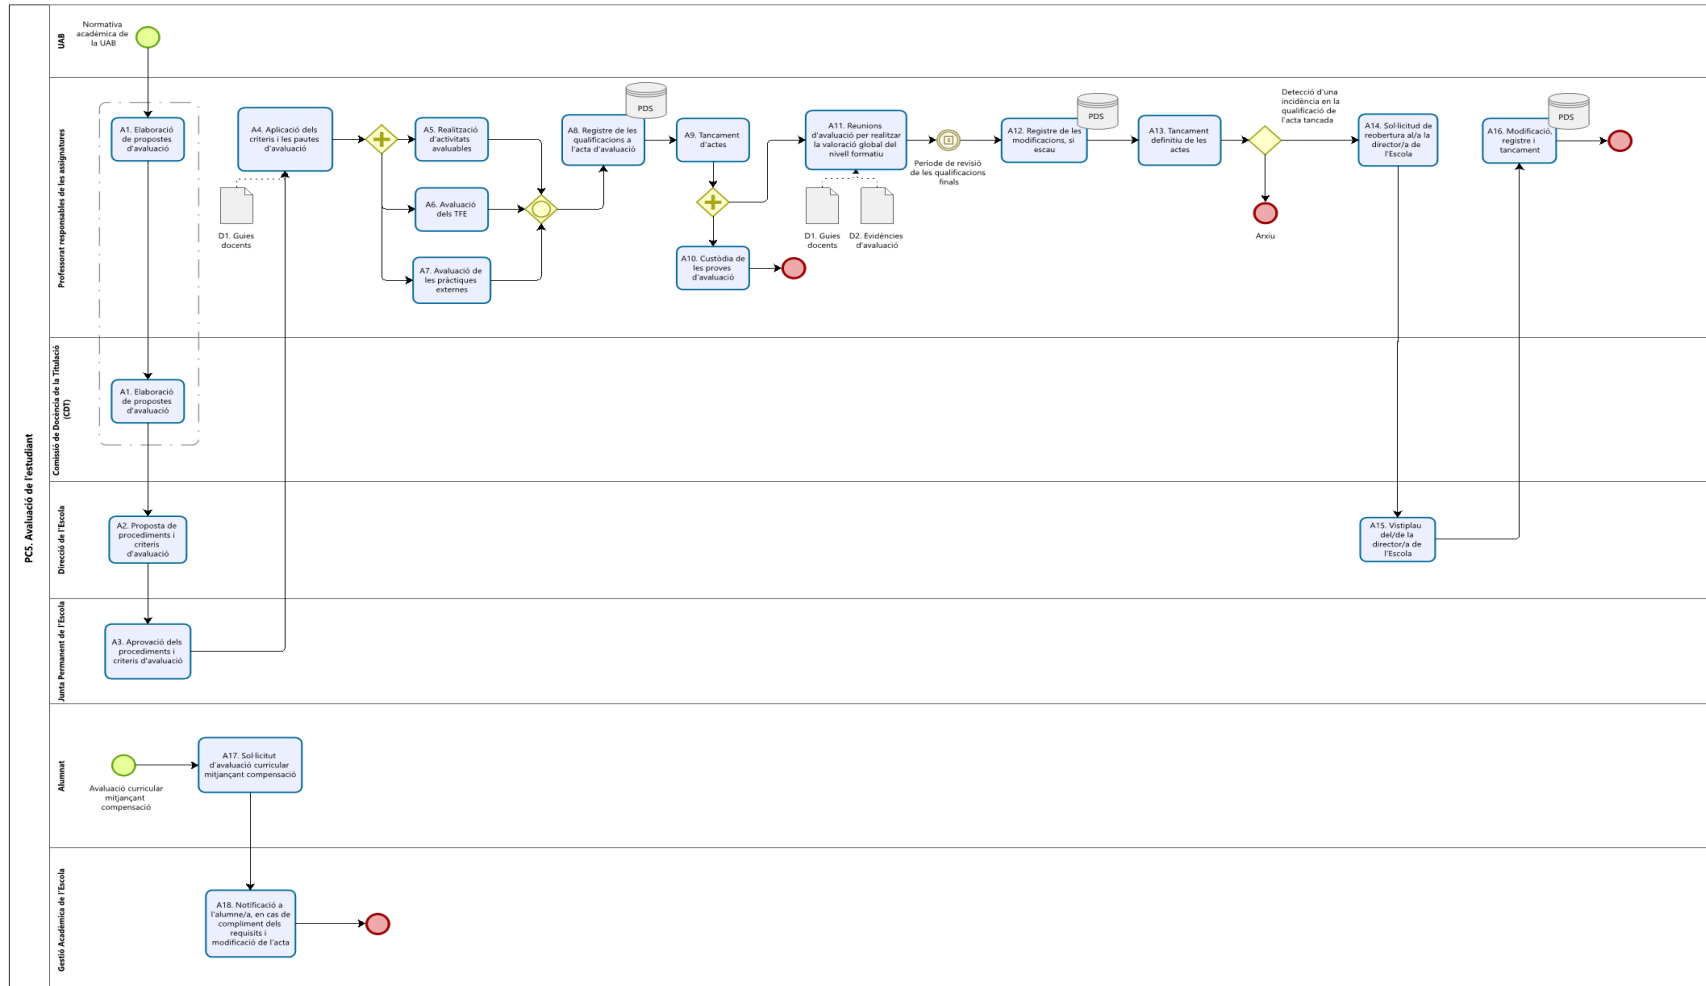 PC5. Avaluació de l'estudiant
UAB
Normativa
acadèmica de
la UAB
Professorat responsables de les assignatures
A1. Elaboració
de propostes
d'avaluació
A4. Aplicació dels
criteris i les pautes
d'avaluació
D1. Guies
docents
A5. Realització
d'activitats
avaluables
A6. Avaluació
dels TFE
A7. Avaluació de
les pràctiques
externes
PDS
A8. Registre de les
qualificacions a
l'acta d'avaluació
A9. Tancament
d'actes
A10. Custòdia de
les proves
d'avaluació
A11. Reunions
d'avaluació per realitzar
la valoració global del
nivell formatiu
D1. Guies
docents
D2. Evidències
d'avaluació
Període de revisió
de les qualificacions
finals
PDS
A12. Registre de les
modificacions, si
escau
A13. Tancament
definitiu de les
actes
Detecció d'una
incidència en la
qualificació de
l'acta tancada
Arxiu
A14. Sol·licitud de
reobertura al/a la
director/a de
l'Escola
PDS
A16. Modificació,
registre i
tancament
Comissió de Docència de la Titulació
(CDT)
A1. Elaboració
de propostes
d'avaluació
Direcció de l'Escola
A2. Proposta de
procediments i
criteris
d'avaluació
A15. Vistiplau
del/de la
director/a de
l'Escola
Junta Permanent de l'Escola
A3. Aprovació dels
procediments i
criteris d'avaluació
Alumnat
Avaluació curricular
mitjançant
compensació
A17. Sol·licitut
d'avaluació curricular
mitjançant compensació
Gestió Acadèmica de l'Escola
A18. Notificació a
l'alumne/a, en cas de
compliment dels
requisits i
modificació de l'acta